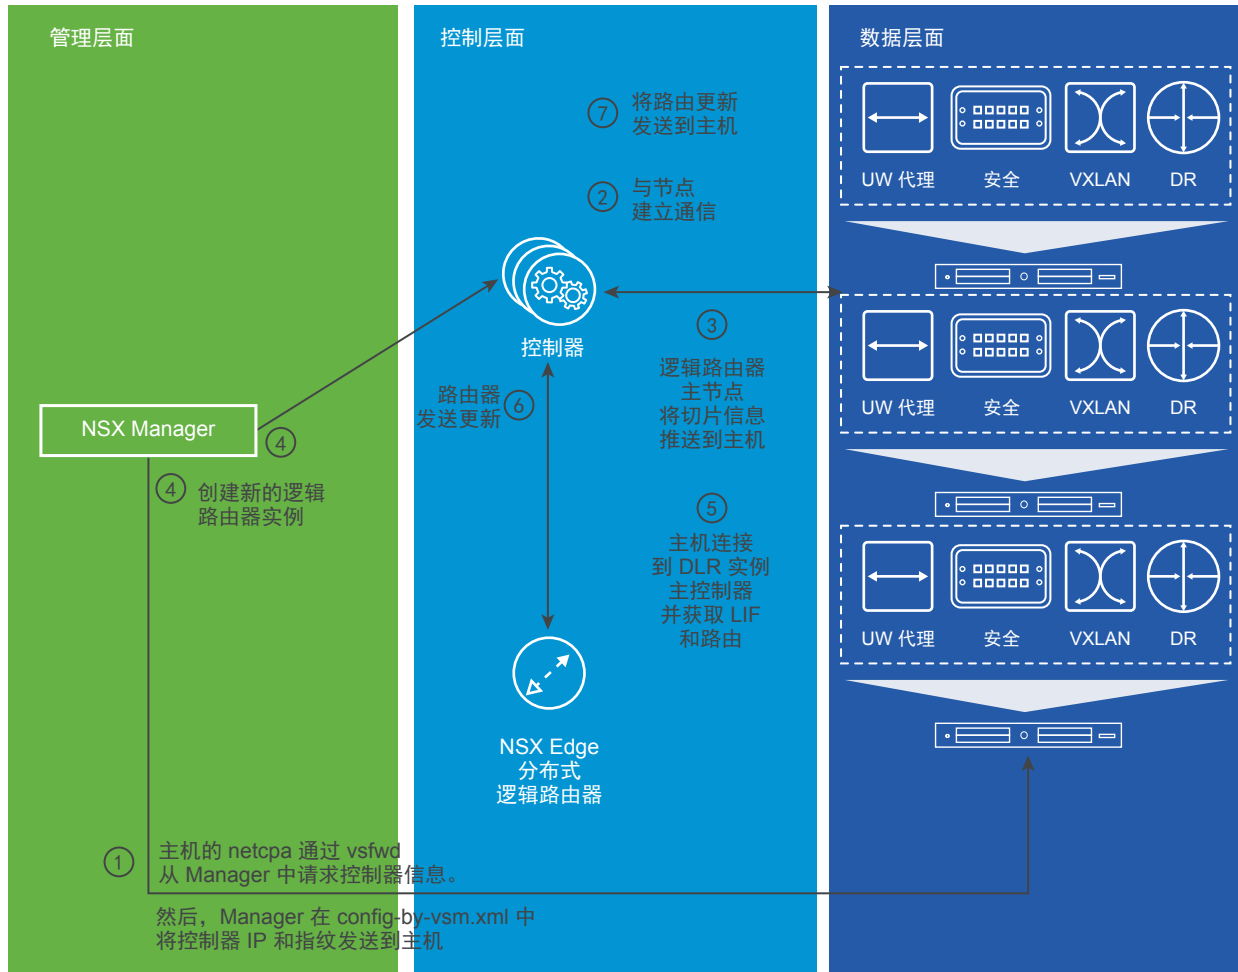 管理层面
控制层面
数据层面
⑦ 将路由更新
发送到主机
② 与节点
建立通信
控制器
③
逻辑路由器
主节点
将切片信息
推送到主机
路由器
发送更新 ⑥
NSX Manager
④
④ 创建新的逻辑
路由器实例
⑤
主机连接
到 DLR 实例
主控制器
并获取 LIF
和路由
NSX Edge
分布式
逻辑路由器
UW 代理 安全 VXLAN DR
UW 代理 安全 VXLAN DR
UW 代理 安全 VXLAN DR
① 主机的 netcpa 通过 vsfwd
从 Manager 中请求控制器信息。
然后，Manager 在 config-by-vsm.xml 中
将控制器 IP 和指纹发送到主机